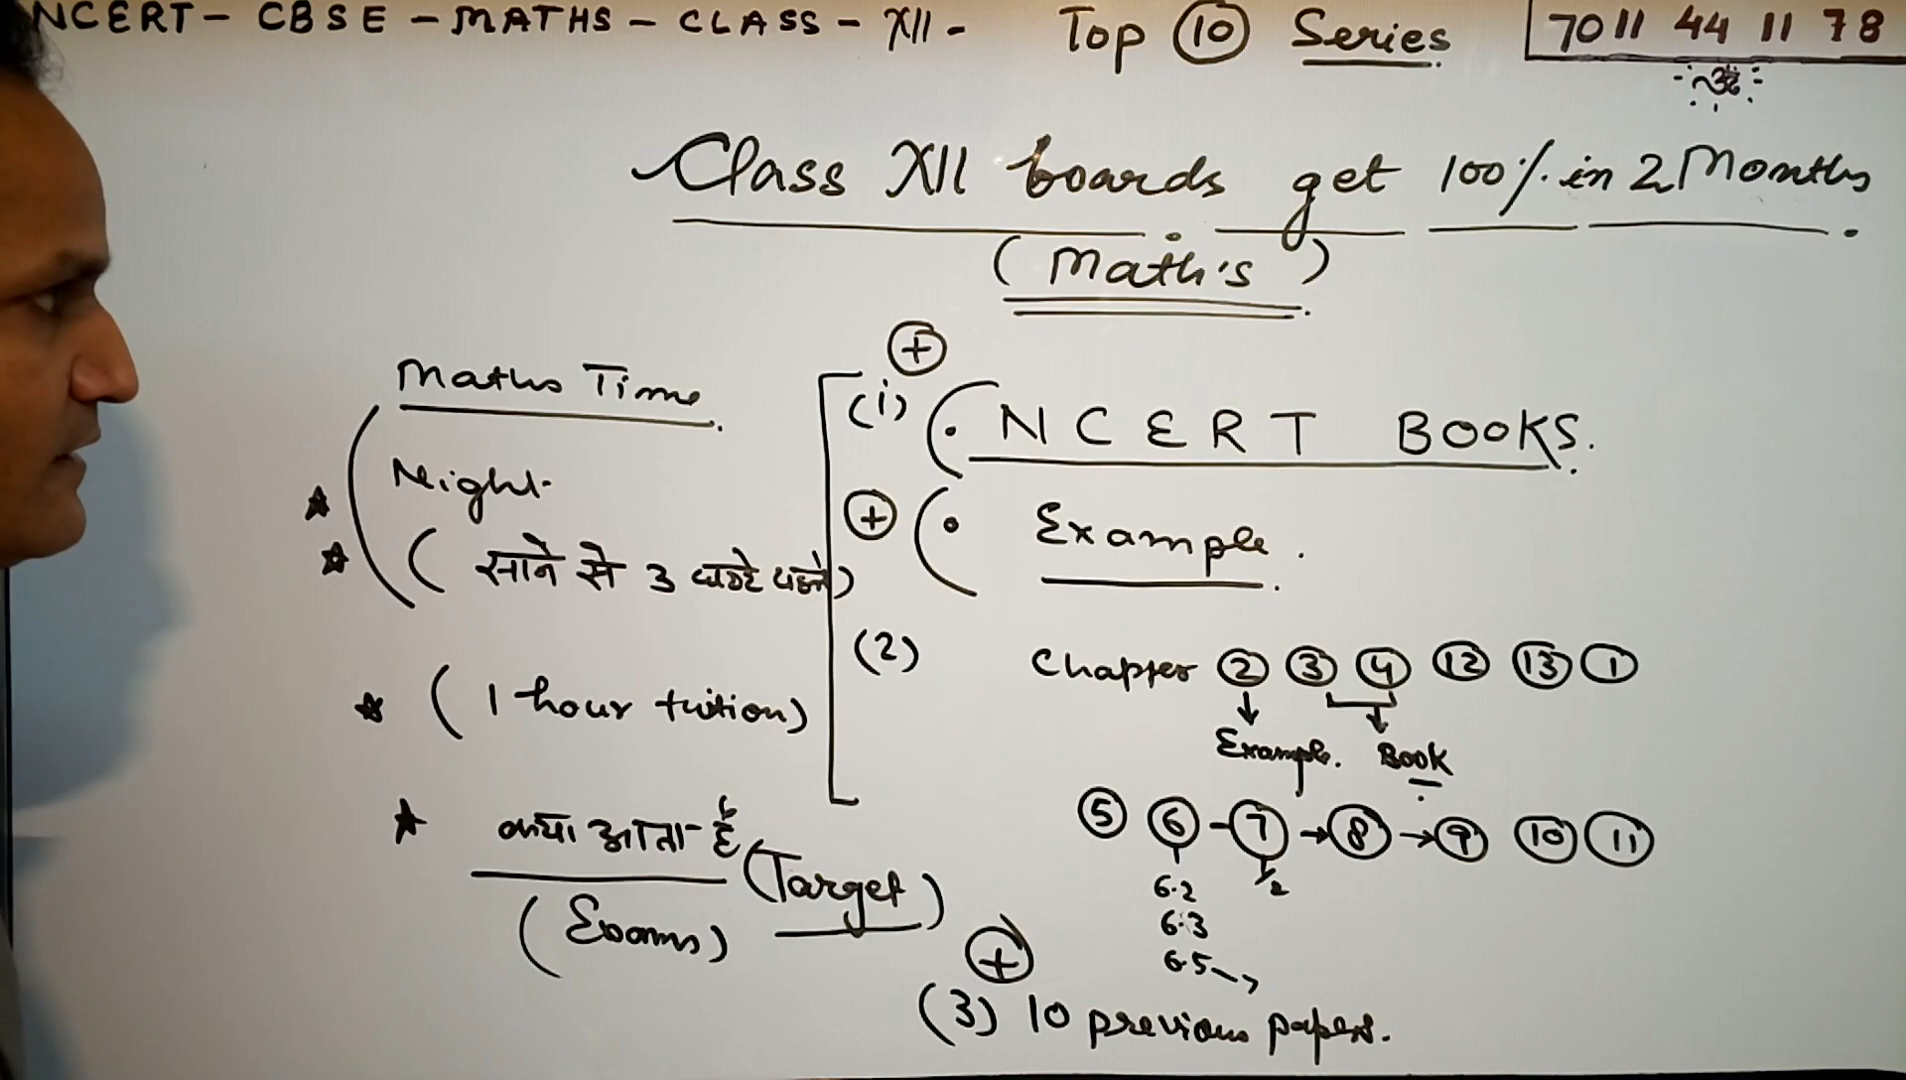 NCERT - CBSE - MATHS - CLASS - XII - Top 10 Series
7011 44 11 78
ॐ
Class XII boards get 100% in 2 Months
(Math's)
Maths Time
Night
(सोने से 3 घण्टे पहले)
(1 hour tuition)
क्या आता है (Target)
(Exams)
+
(i) NCERT BOOKS.
+ Example.
(2) Chapter 2 3 4 12 13 1
Example. Book
5 6 - 7 → 8 → 9 10 11
6.2
6.3
6.5
+
(3) 10 previous papers.